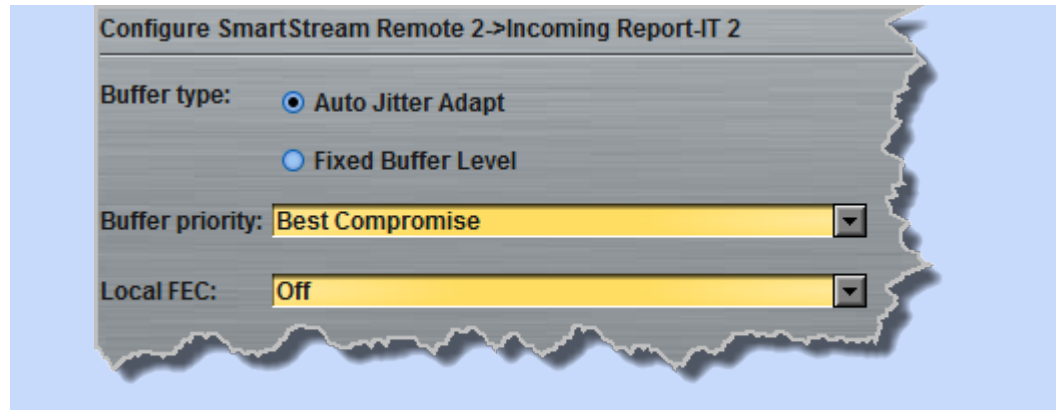 Configure SmartStream Remote 2->Incoming Report-IT 2
Buffer type:
Auto Jitter Adapt
Fixed Buffer Level
Buffer priority: Best Compromise
Local FEC: Off